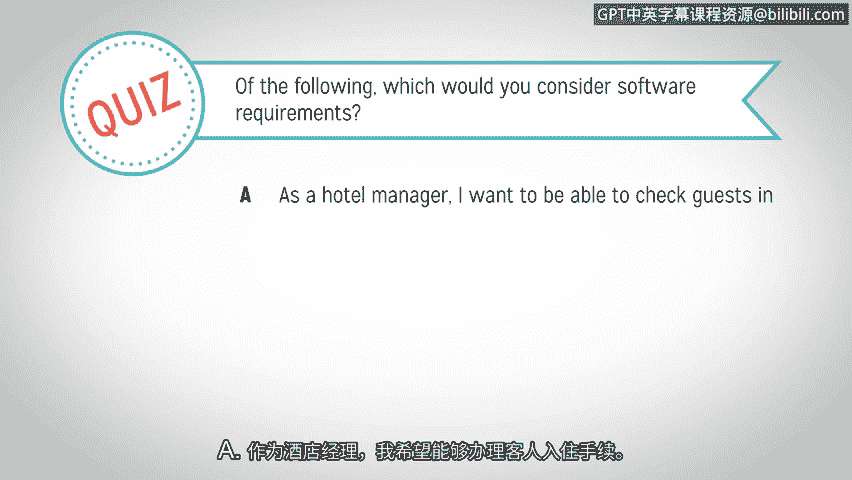 GPT中英字幕课程资源@bilibili.com
QUIZ
Of the following, which would you consider software
requirements?
A As a hotel manager, I want to be able to check guests in
A. 作为酒店经理，我希望能够办理客人入住手续。